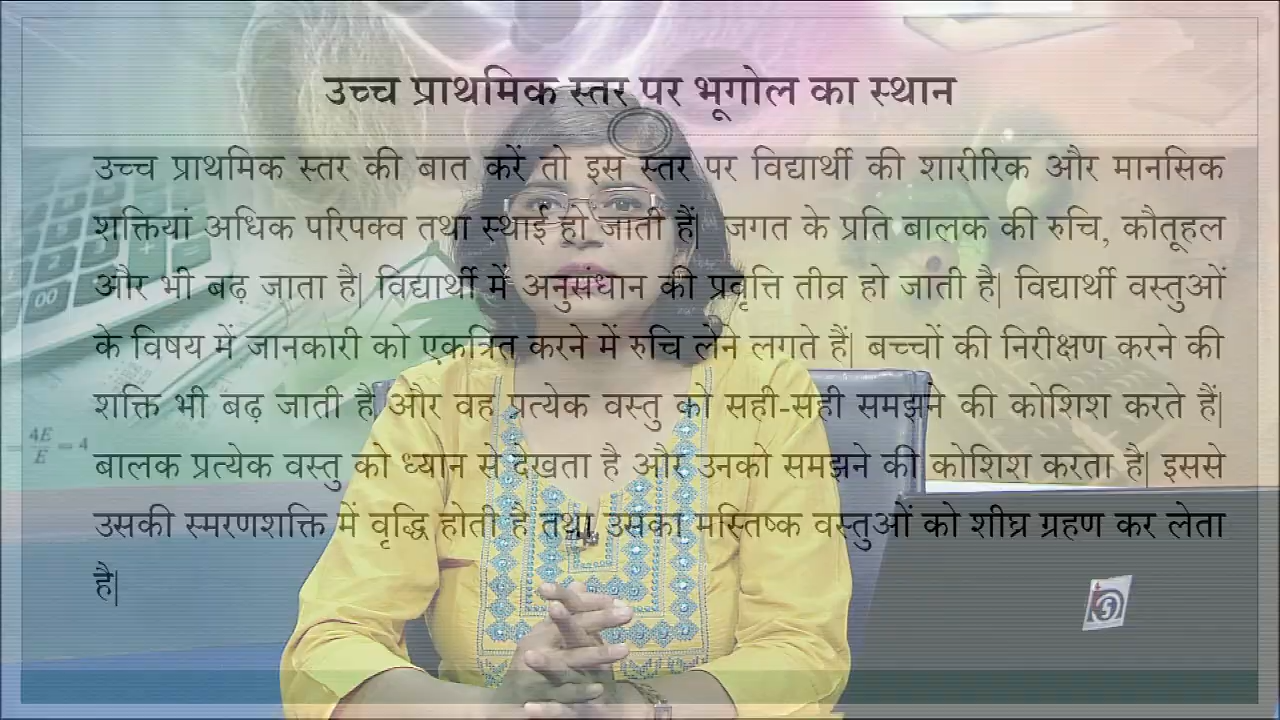 उच्च प्राथमिक स्तर पर भूगोल का स्थान
उच्च प्राथमिक स्तर की बात करें तो इस स्तर पर विद्यार्थी की शारीरिक और मानसिक
शक्तियां अधिक परिपक्व तथा स्थाई हो जाती हैं| जगत के प्रति बालक की रुचि, कौतूहल
और भी बढ़ जाता है| विद्यार्थी में अनुसंधान की प्रवृत्ति तीव्र हो जाती है| विद्यार्थी वस्तुओं
के विषय में जानकारी को एकत्रित करने में रुचि लेने लगते हैं| बच्चों की निरीक्षण करने की
शक्ति भी बढ़ जाती है| और वह प्रत्येक वस्तु को सही-सही समझने की कोशिश करते हैं|
बालक प्रत्येक वस्तु को ध्यान से देखता है और उनको समझने की कोशिश करता है| इससे
उसकी स्मरणशक्ति में वृद्धि होती है तथा उसका मस्तिष्क वस्तुओं को शीघ्र ग्रहण कर लेता
है|
00
4E/E = 4
S